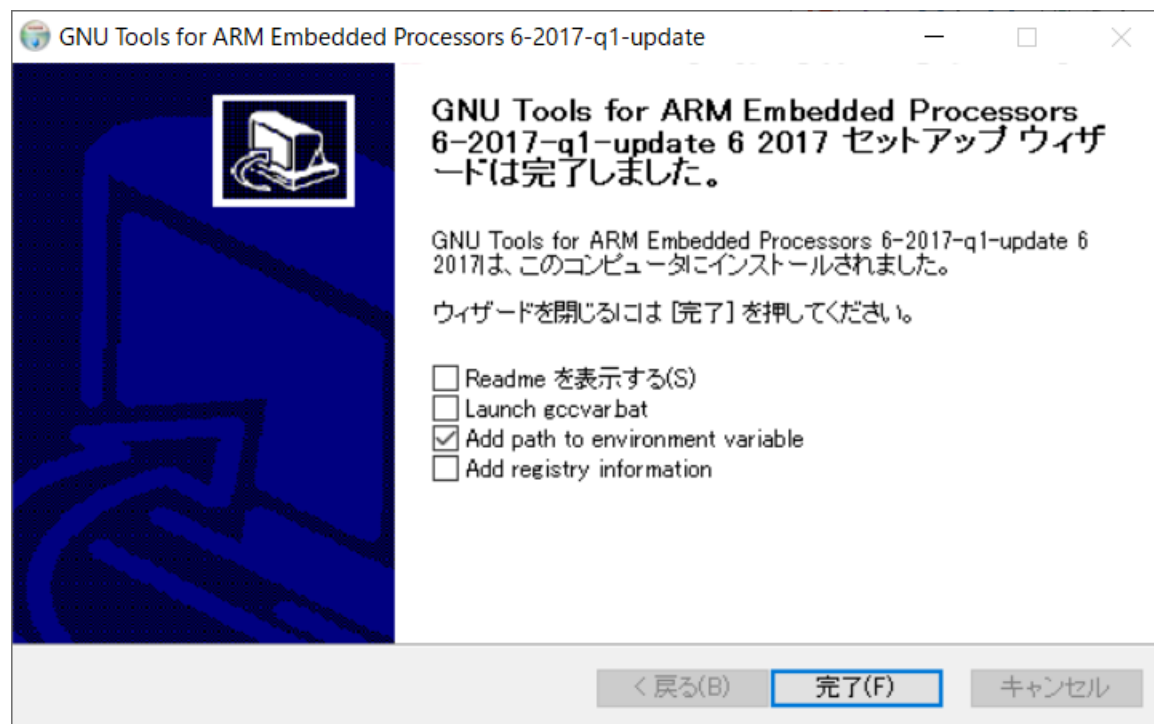 GNU Tools for ARM Embedded Processors 6-2017-q1-update
GNU Tools for ARM Embedded Processors
6-2017-q1-update 6 2017 セットアップ ウィザ
ードは完了しました。
GNU Tools for ARM Embedded Processors 6-2017-q1-update 6
2017は、このコンピュータにインストールされました。
ウィザードを閉じるには [完了] を押してください。
Readme を表示する(S)
Launch gccvar.bat
Add path to environment variable
Add registry information
< 戻る(B)
完了(F)
キャンセル